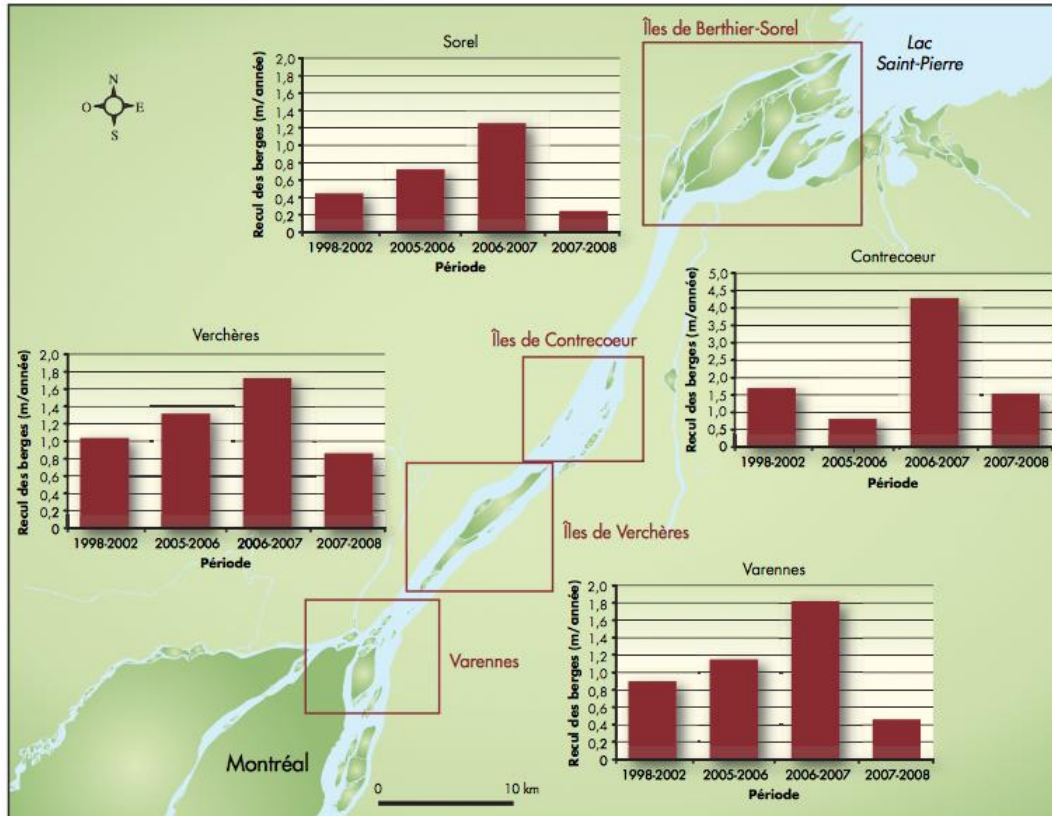 Îles de Berthier-Sorel
Lac
Saint-Pierre
N
O
E
S
Sorel
Recul des berges (m/année)
2,0
1,8
1,6
1,4
1,2
1,0
0,8
0,6
0,4
0,2
0
1998-2002 2005-2006 2006-2007 2007-2008
Période
Contrecoeur
Recul des berges (m/année)
5,0
4,5
4,0
3,5
3,0
2,5
2,0
1,5
1,0
0,5
0
1998-2002 2005-2006 2006-2007 2007-2008
Période
Îles de Contrecoeur
Verchères
Recul des berges (m/année)
2,0
1,8
1,6
1,4
1,2
1,0
0,8
0,6
0,4
0,2
0
1998-2002 2005-2006 2006-2007 2007-2008
Période
Îles de Verchères
Varennes
Recul des berges (m/année)
2,0
1,8
1,6
1,4
1,2
1,0
0,8
0,6
0,4
0,2
0
1998-2002 2005-2006 2006-2007 2007-2008
Période
Varennes
Montréal
0
10 km